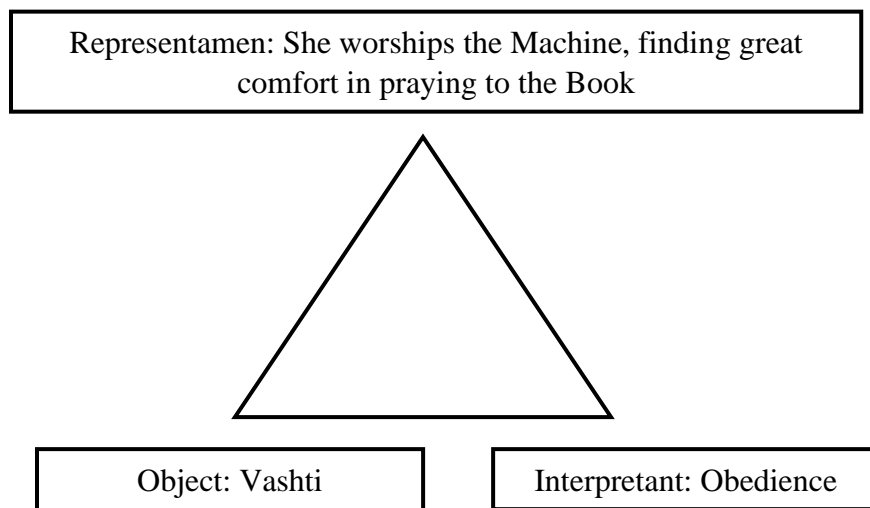 Representamen: She worships the Machine, finding great
comfort in praying to the Book
Object: Vashti
Interpretant: Obedience